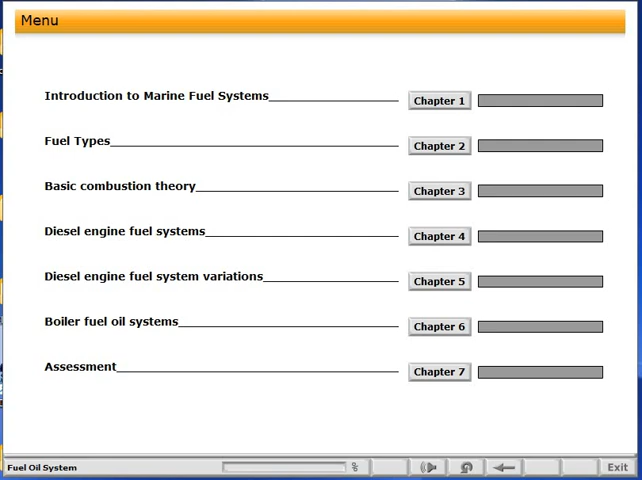 Menu
Introduction to Marine Fuel Systems Chapter 1
Fuel Types Chapter 2
Basic combustion theory Chapter 3
Diesel engine fuel systems Chapter 4
Diesel engine fuel system variations Chapter 5
Boiler fuel oil systems Chapter 6
Assessment Chapter 7
Fuel Oil System Exit